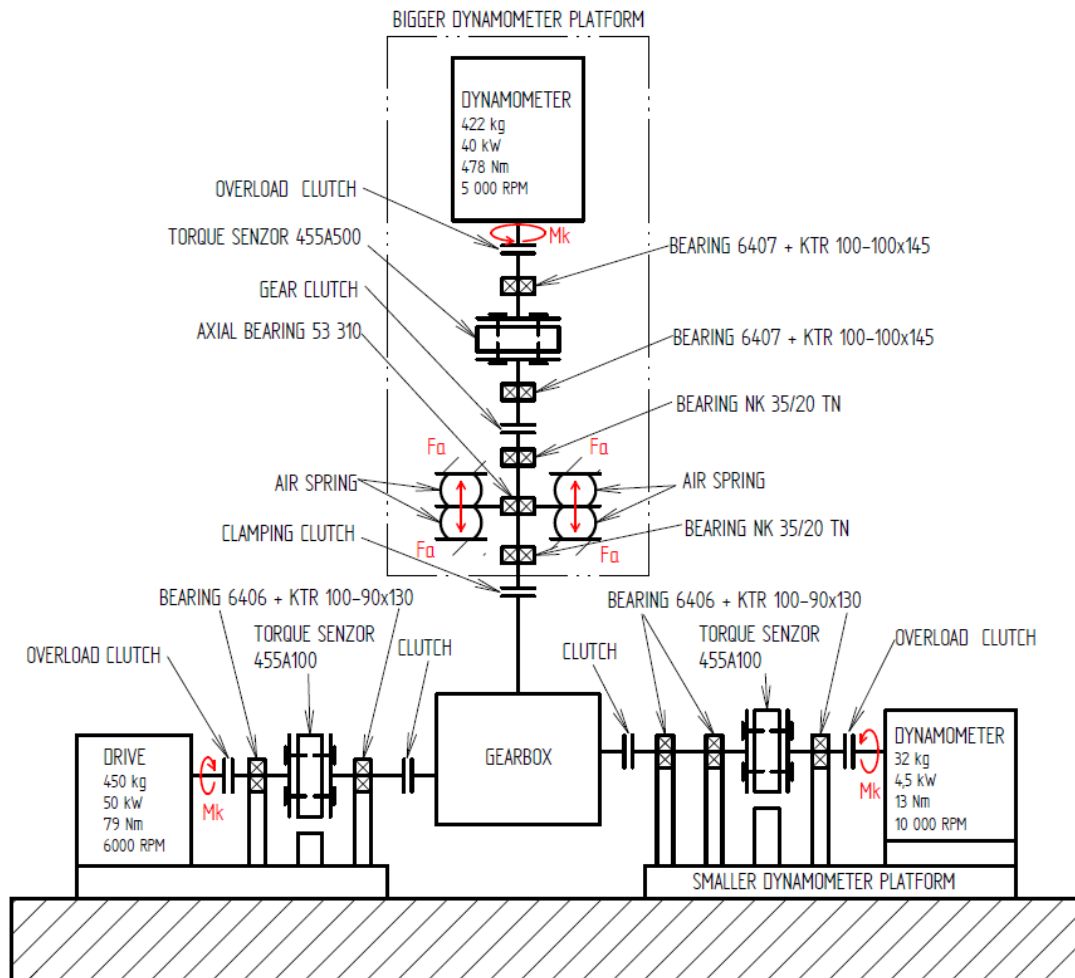 BIGGER DYNAMOMETER PLATFORM
DYNAMOMETER
422 kg
40 kW
478 Nm
5 000 RPM
OVERLOAD CLUTCH
Mk
TORQUE SENZOR 455A500
BEARING 6407 + KTR 100-100x145
GEAR CLUTCH
AXIAL BEARING 53 310
BEARING 6407 + KTR 100-100x145
BEARING NK 35/20 TN
Fa
Fa
AIR SPRING
AIR SPRING
CLAMPING CLUTCH
BEARING NK 35/20 TN
Fa
Fa
BEARING 6406 + KTR 100-90x130
BEARING 6406 + KTR 100-90x130
TORQUE SENZOR
455A100
TORQUE SENZOR
455A100
OVERLOAD CLUTCH
CLUTCH
CLUTCH
OVERLOAD CLUTCH
DRIVE
450 kg
50 kW
79 Nm
6000 RPM
Mk
GEARBOX
Mk
DYNAMOMETER
32 kg
4,5 kW
13 Nm
10 000 RPM
SMALLER DYNAMOMETER PLATFORM